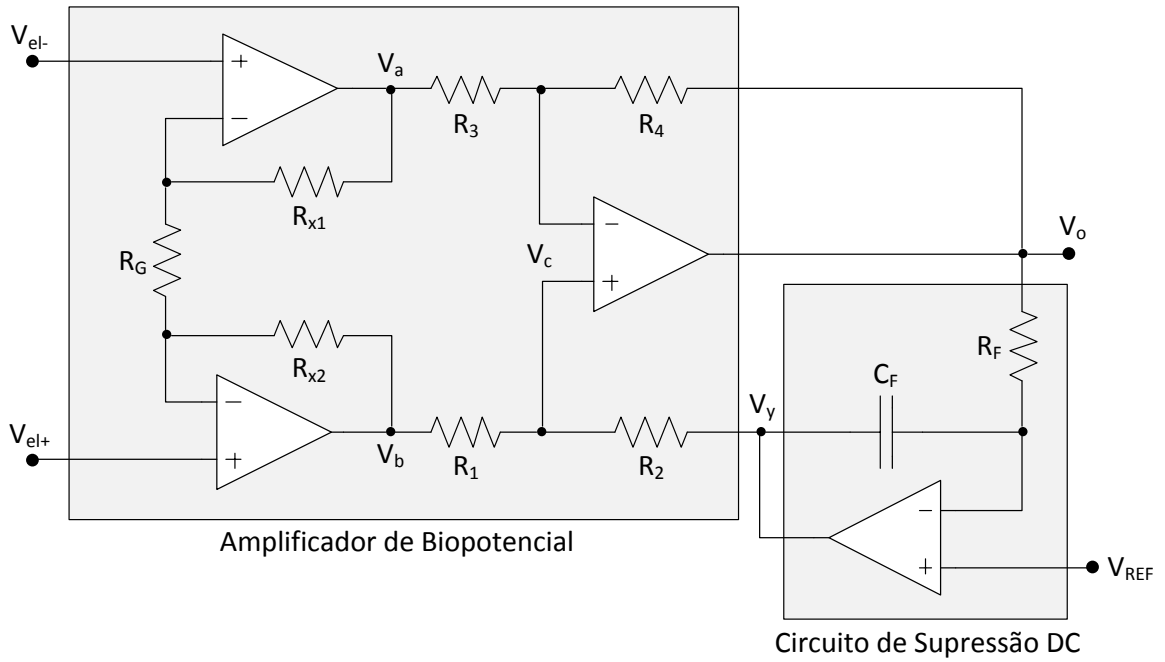 Vel-
+
−
Va
R3
R4
Rx1
RG
Rx2
Vc
−
+
Vo
RF
CF
Vy
−
+
Vel+
Vb
R1
R2
−
+
VREF
Amplificador de Biopotencial
Circuito de Supressão DC